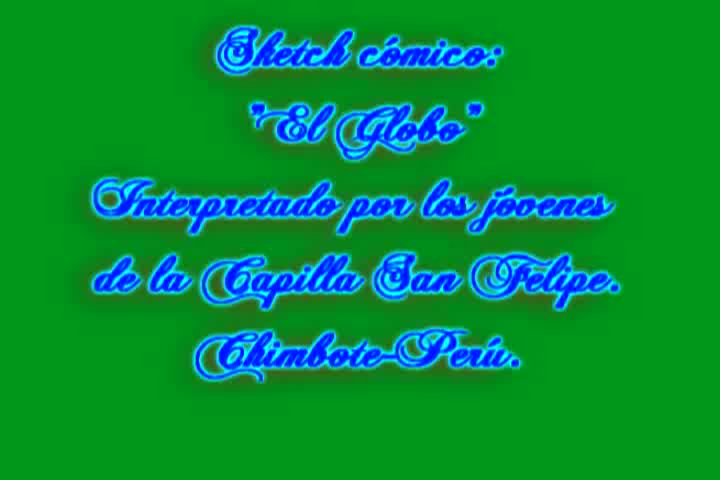 Sketch cómico:
"El Globo"
Interpretado por los jóvenes
de la Capilla San Felipe.
Chimbote-Perú.